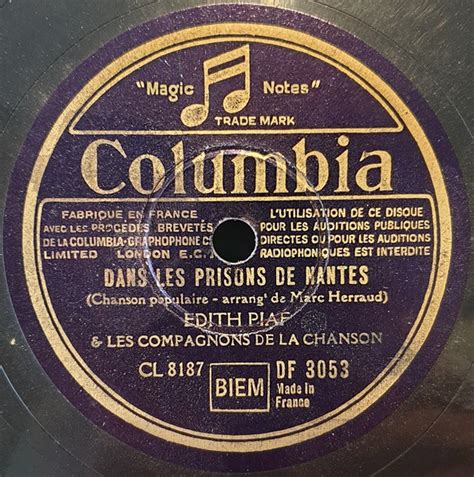 "Magic Notes"
TRADE MARK
Columbia
FABRIQUÉ EN FRANCE
AVEC LES PROCÉDÉS BREVETÉS
DE LA COLUMBIA-GRAPHOPHONE C°
LIMITED LONDON E.C.1
L'UTILISATION DE CE DISQUE
POUR LES AUDITIONS PUBLIQUES
DIRECTES OU POUR LES AUDITIONS
RADIOPHONIQUES EST INTERDITE
DANS LES PRISONS DE NANTES
(Chanson populaire - arrang' de Marc Herraud)
EDITH PIAF
& LES COMPAGNONS DE LA CHANSON
CL 8187
BIEM
DF 3053
Made in
France